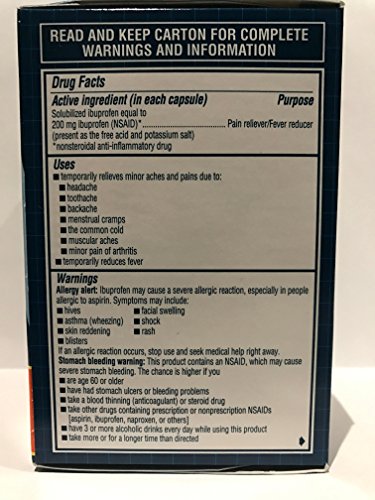 READ AND KEEP CARTON FOR COMPLETE
WARNINGS AND INFORMATION
Drug Facts
Active ingredient (in each capsule) Purpose
Solubilized ibuprofen equal to
200 mg ibuprofen (NSAID)*............................ Pain reliever/Fever reducer
(present as the free acid and potassium salt)
*nonsteroidal anti-inflammatory drug
Uses
■ temporarily relieves minor aches and pains due to:
■ headache
■ toothache
■ backache
■ menstrual cramps
■ the common cold
■ muscular aches
■ minor pain of arthritis
■ temporarily reduces fever
Warnings
Allergy alert: Ibuprofen may cause a severe allergic reaction, especially in people
allergic to aspirin. Symptoms may include:
■ hives ■ facial swelling
■ asthma (wheezing) ■ shock
■ skin reddening ■ rash
■ blisters
If an allergic reaction occurs, stop use and seek medical help right away.
Stomach bleeding warning: This product contains an NSAID, which may cause
severe stomach bleeding. The chance is higher if you
■ are age 60 or older
■ have had stomach ulcers or bleeding problems
■ take a blood thinning (anticoagulant) or steroid drug
■ take other drugs containing prescription or nonprescription NSAIDs
[aspirin, ibuprofen, naproxen, or others]
■ have 3 or more alcoholic drinks every day while using this product
■ take more or for a longer time than directed